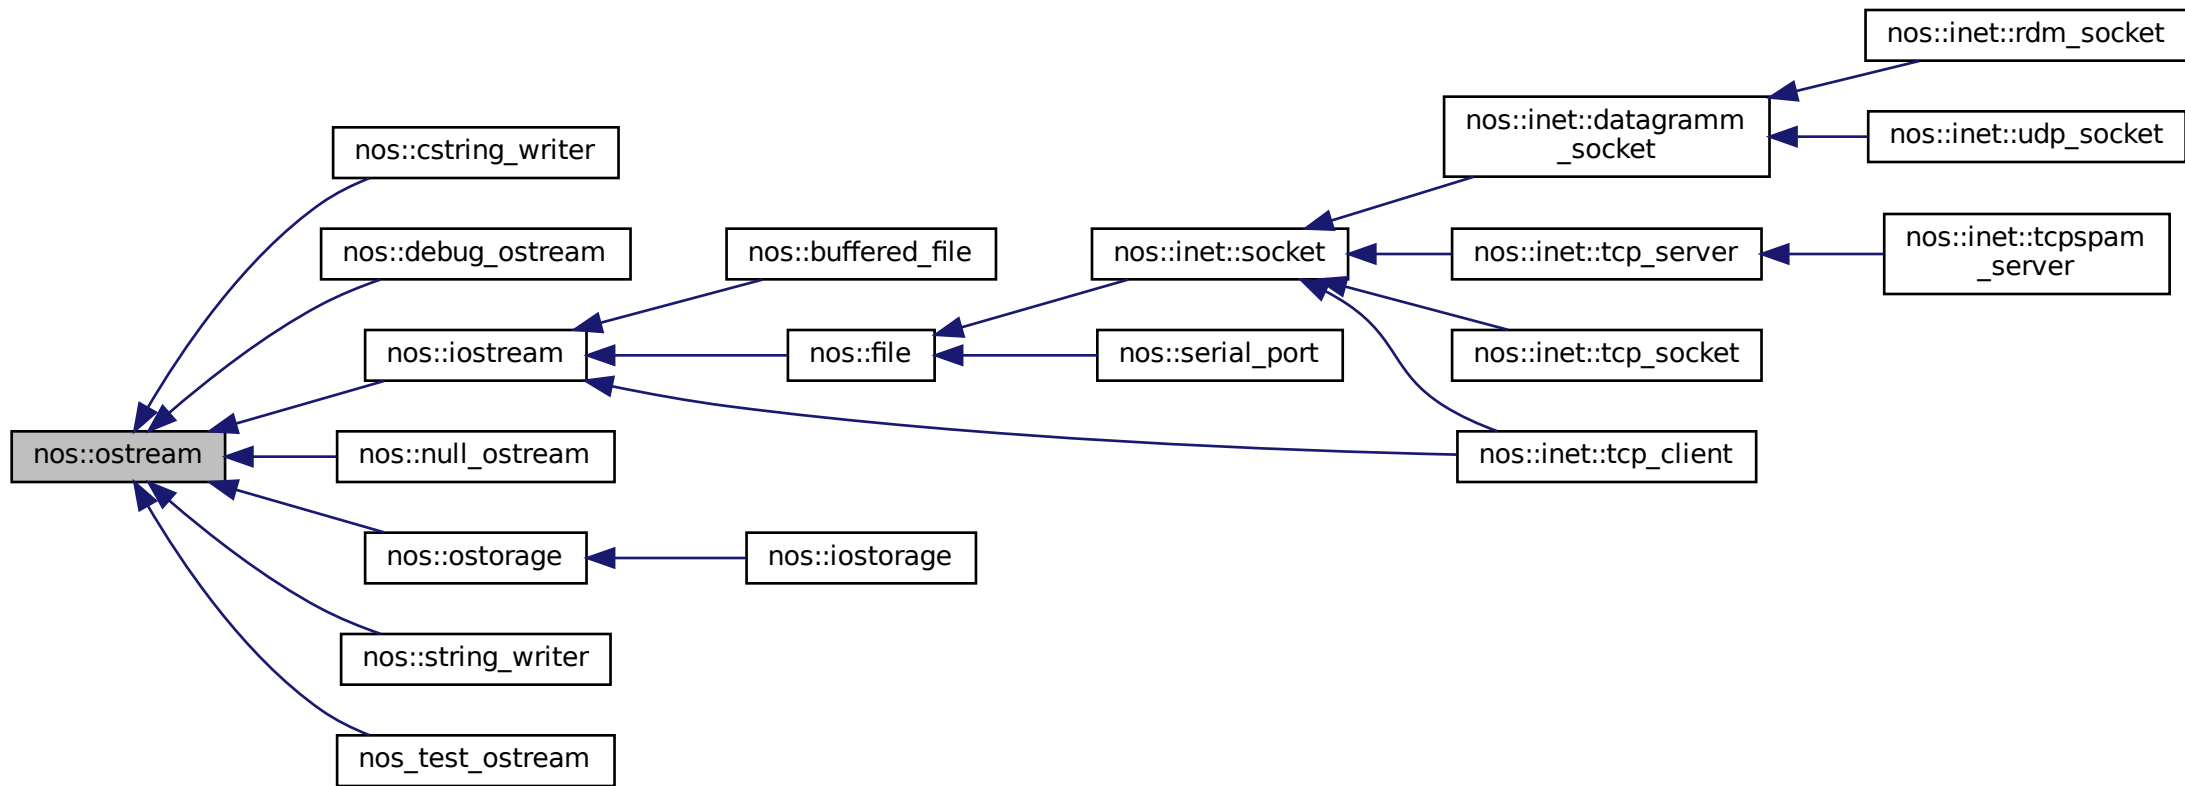 nos::inet::rdm_socket
nos::inet::datagramm
_socket
nos::inet::udp_socket
nos::cstring_writer
nos::debug_ostream
nos::buffered_file
nos::inet::socket
nos::inet::tcp_server
nos::inet::tcpspam
_server
nos::iostream
nos::file
nos::serial_port
nos::inet::tcp_socket
nos::ostream
nos::null_ostream
nos::inet::tcp_client
nos::ostorage
nos::iostorage
nos::string_writer
nos_test_ostream